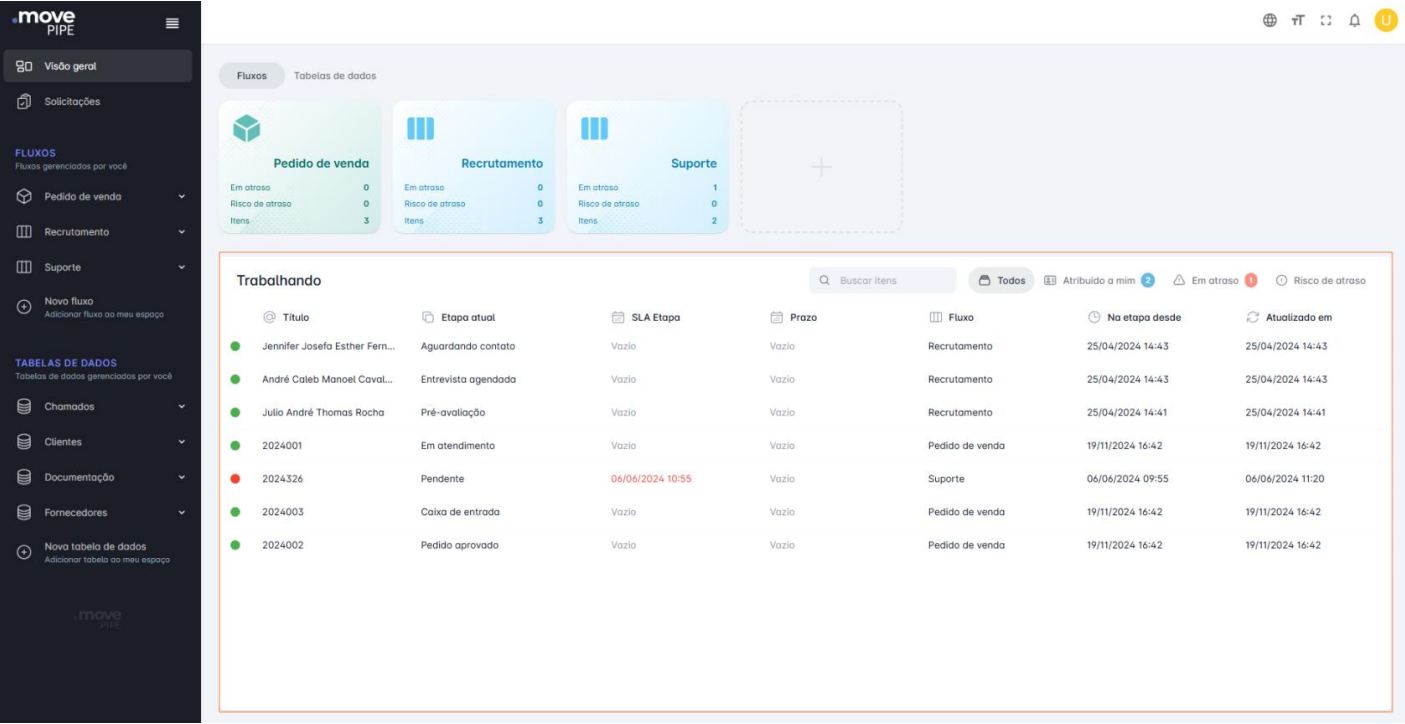 .move
PIPE
U
Visão geral
Solicitações
FLUXOS
Fluxos gerenciados por você
Pedido de venda
Recrutamento
Suporte
Novo fluxo
Adicionar fluxo ao meu espaço
TABELAS DE DADOS
Tabelas de dados gerenciados por você
Chamados
Clientes
Documentação
Fornecedores
Nova tabela de dados
Adicionar tabela ao meu espaço
.move
PIPE
Fluxos Tabelas de dados
Pedido de venda
Em atraso 0
Risco de atraso 0
Itens 3
Recrutamento
Em atraso 0
Risco de atraso 0
Itens 3
Suporte
Em atraso 1
Risco de atraso 0
Itens 2
Trabalhando Buscar itens Todos Atribuído a mim 2 Em atraso 1 Risco de atraso
Título Etapa atual SLA Etapa Prazo Fluxo Na etapa desde Atualizado em
Jennifer Josefa Esther Fern... Aguardando contato Vazio Vazio Recrutamento 25/04/2024 14:43 25/04/2024 14:43
André Caleb Manoel Caval... Entrevista agendada Vazio Vazio Recrutamento 25/04/2024 14:43 25/04/2024 14:43
Julio André Thomas Rocha Pré-avaliação Vazio Vazio Recrutamento 25/04/2024 14:41 25/04/2024 14:41
2024001 Em atendimento Vazio Vazio Pedido de venda 19/11/2024 16:42 19/11/2024 16:42
2024326 Pendente 06/06/2024 10:55 Vazio Suporte 06/06/2024 09:55 06/06/2024 11:20
2024003 Caixa de entrada Vazio Vazio Pedido de venda 19/11/2024 16:42 19/11/2024 16:42
2024002 Pedido aprovado Vazio Vazio Pedido de venda 19/11/2024 16:42 19/11/2024 16:42